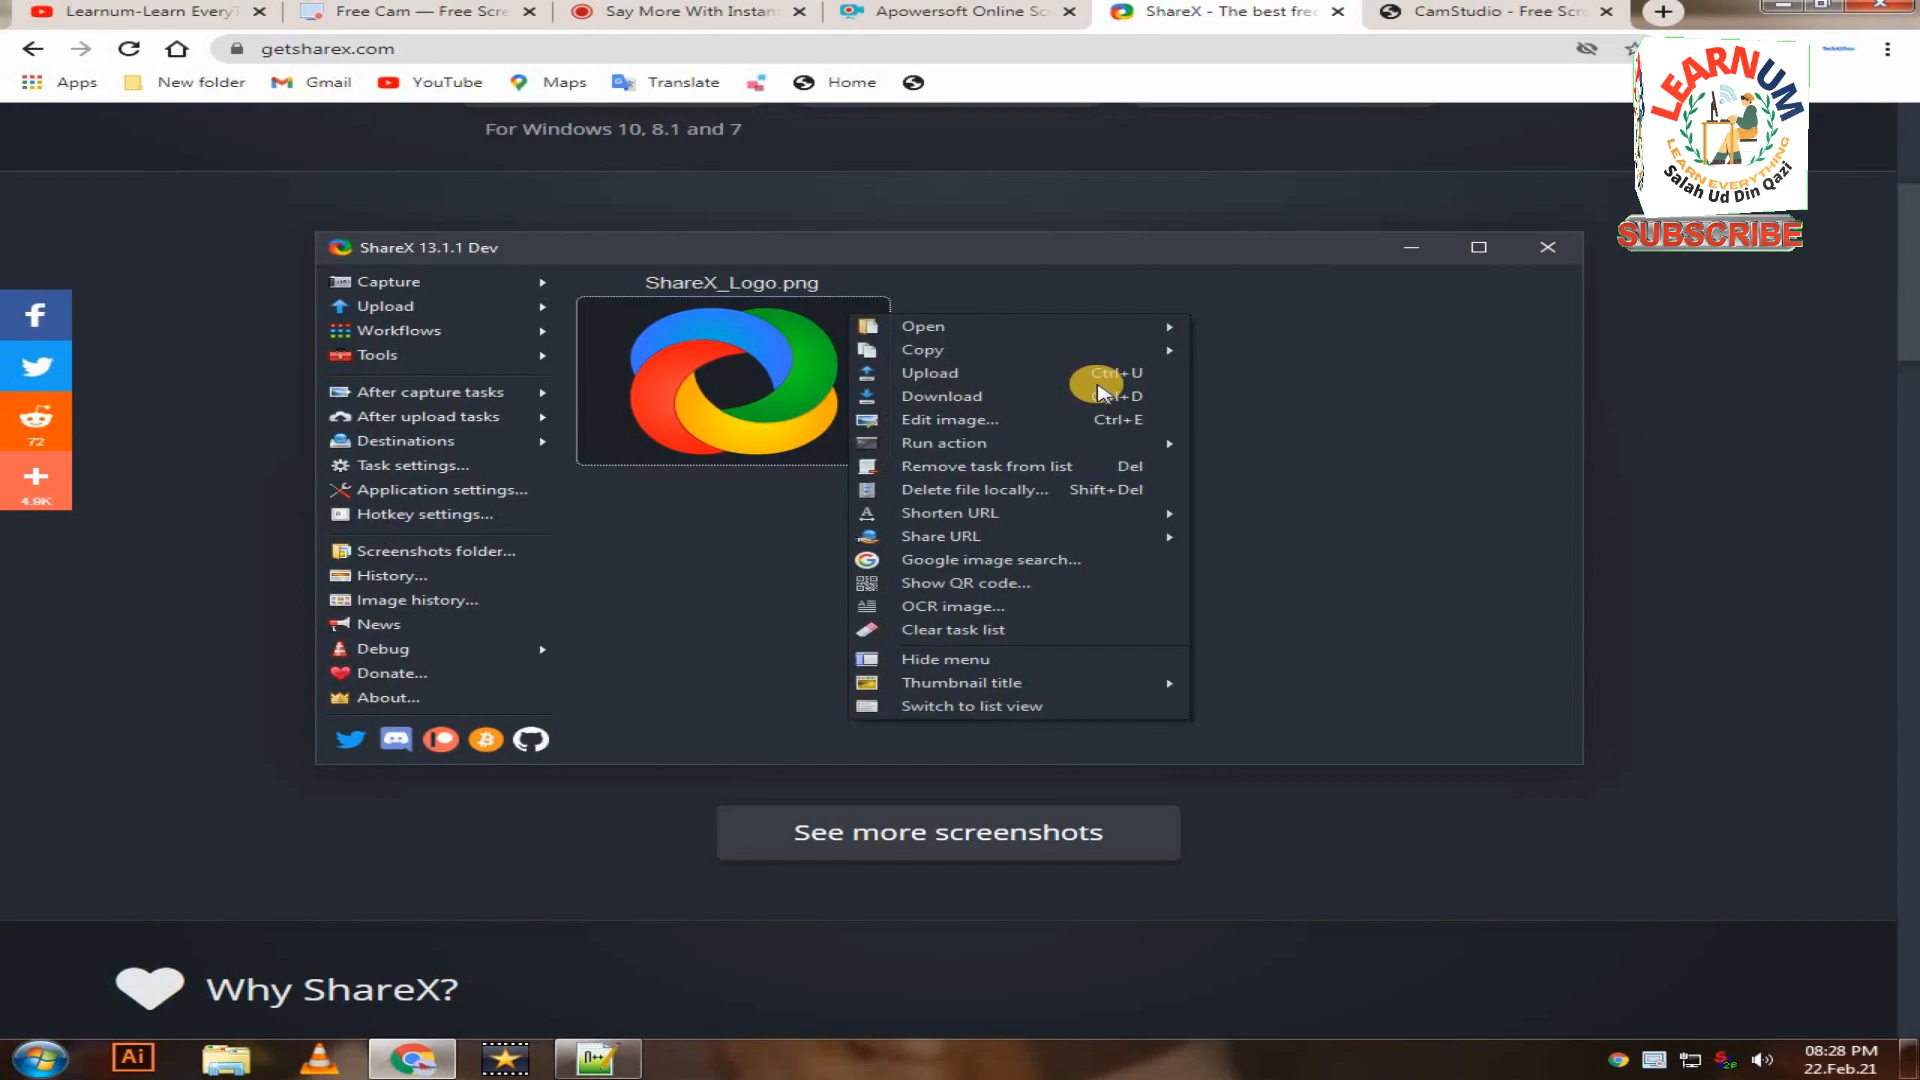 Learnum-Learn EveryT
Free Cam — Free Scre
Say More With Instan
Apowersoft Online Sc
ShareX - The best free
CamStudio - Free Scre
getsharex.com
Apps
New folder
Gmail
YouTube
Maps
Translate
Home
LEARNUM
LEARN EVERYTHING
Salah Ud Din Qazi
SUBSCRIBE
For Windows 10, 8.1 and 7
ShareX 13.1.1 Dev
Capture
Upload
Workflows
Tools
After capture tasks
After upload tasks
Destinations
Task settings...
Application settings...
Hotkey settings...
Screenshots folder...
History...
Image history...
News
Debug
Donate...
About...
ShareX_Logo.png
Open
Copy
Upload Ctrl+U
Download Ctrl+D
Edit image... Ctrl+E
Run action
Remove task from list Del
Delete file locally... Shift+Del
Shorten URL
Share URL
Google image search...
Show QR code...
OCR image...
Clear task list
Hide menu
Thumbnail title
Switch to list view
72
4.9K
See more screenshots
Why ShareX?
Ai
08:28 PM
22.Feb.21